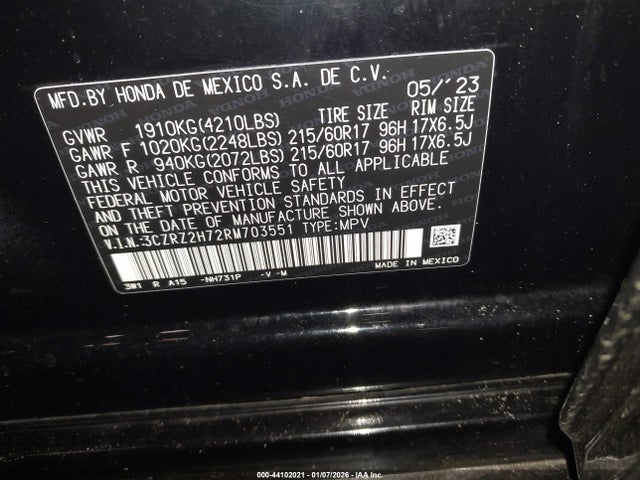 MFD.BY HONDA DE MEXICO S.A. DE C.V. 05/'23
GVWR 1910KG(4210LBS) TIRE SIZE RIM SIZE
GAWR F 1020KG(2248LBS) 215/60R17 96H 17X6.5J
GAWR R 940KG(2072LBS) 215/60R17 96H 17X6.5J
THIS VEHICLE CONFORMS TO ALL APPLICABLE
FEDERAL MOTOR VEHICLE SAFETY
AND THEFT PREVENTION STANDARDS IN EFFECT
ON THE DATE OF MANUFACTURE SHOWN ABOVE.
V.I.N.:3CZRZ2H72RW703551 TYPE:MPV
3W1 R A15 -NH731P -V -M MADE IN MEXICO
000-44102021 - 01/07/2026 - © IAA Inc.